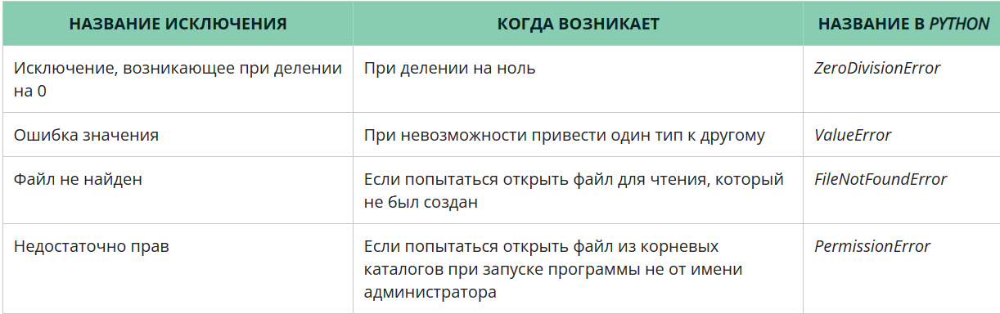 НАЗВАНИЕ ИСКЛЮЧЕНИЯ
КОГДА ВОЗНИКАЕТ
НАЗВАНИЕ В PYTHON
Исключение, возникающее при делении
на 0
При делении на ноль
ZeroDivisionError
Ошибка значения
При невозможности привести один тип к другому
ValueError
Файл не найден
Если попытаться открыть файл для чтения, который
не был создан
FileNotFoundError
Недостаточно прав
Если попытаться открыть файл из корневых
каталогов при запуске программы не от имени
администратора
PermissionError